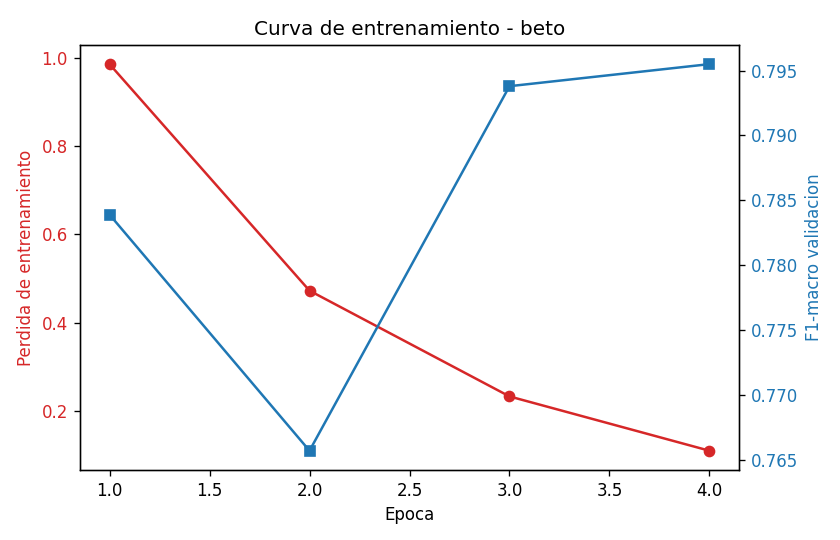 Curva de entrenamiento - beto
Perdida de entrenamiento
1.0
0.8
0.6
0.4
0.2
0.795
0.790
0.785
0.780
0.775
0.770
0.765
F1-macro validacion
1.0 1.5 2.0 2.5 3.0 3.5 4.0
Epoca